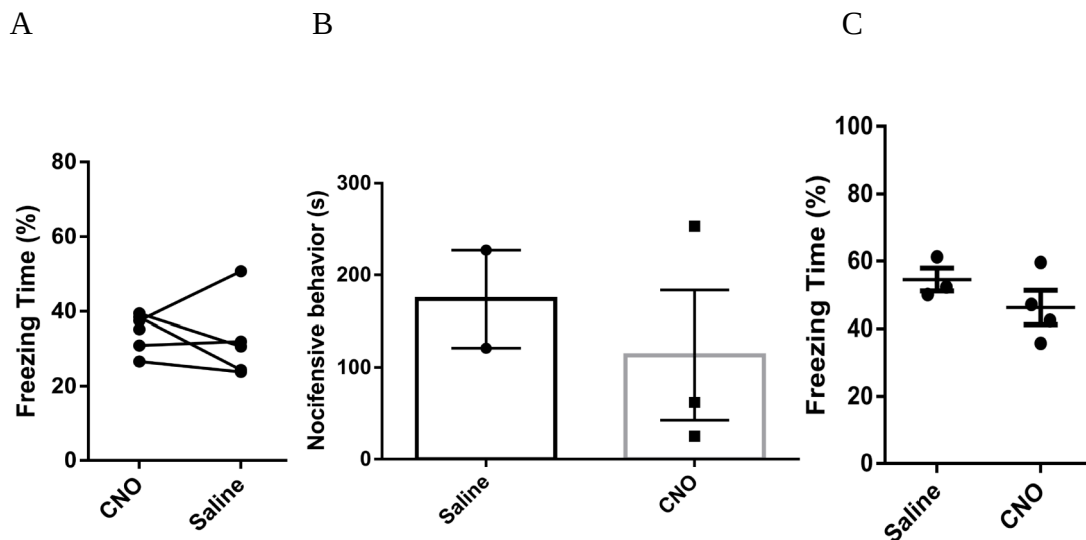 A
B
C
Freezing Time (%)
80
60
40
20
0
CNO
Saline
Nocifensive behavior (s)
300
200
100
0
Saline
CNO
Freezing Time (%)
100
80
60
40
20
0
Saline
CNO